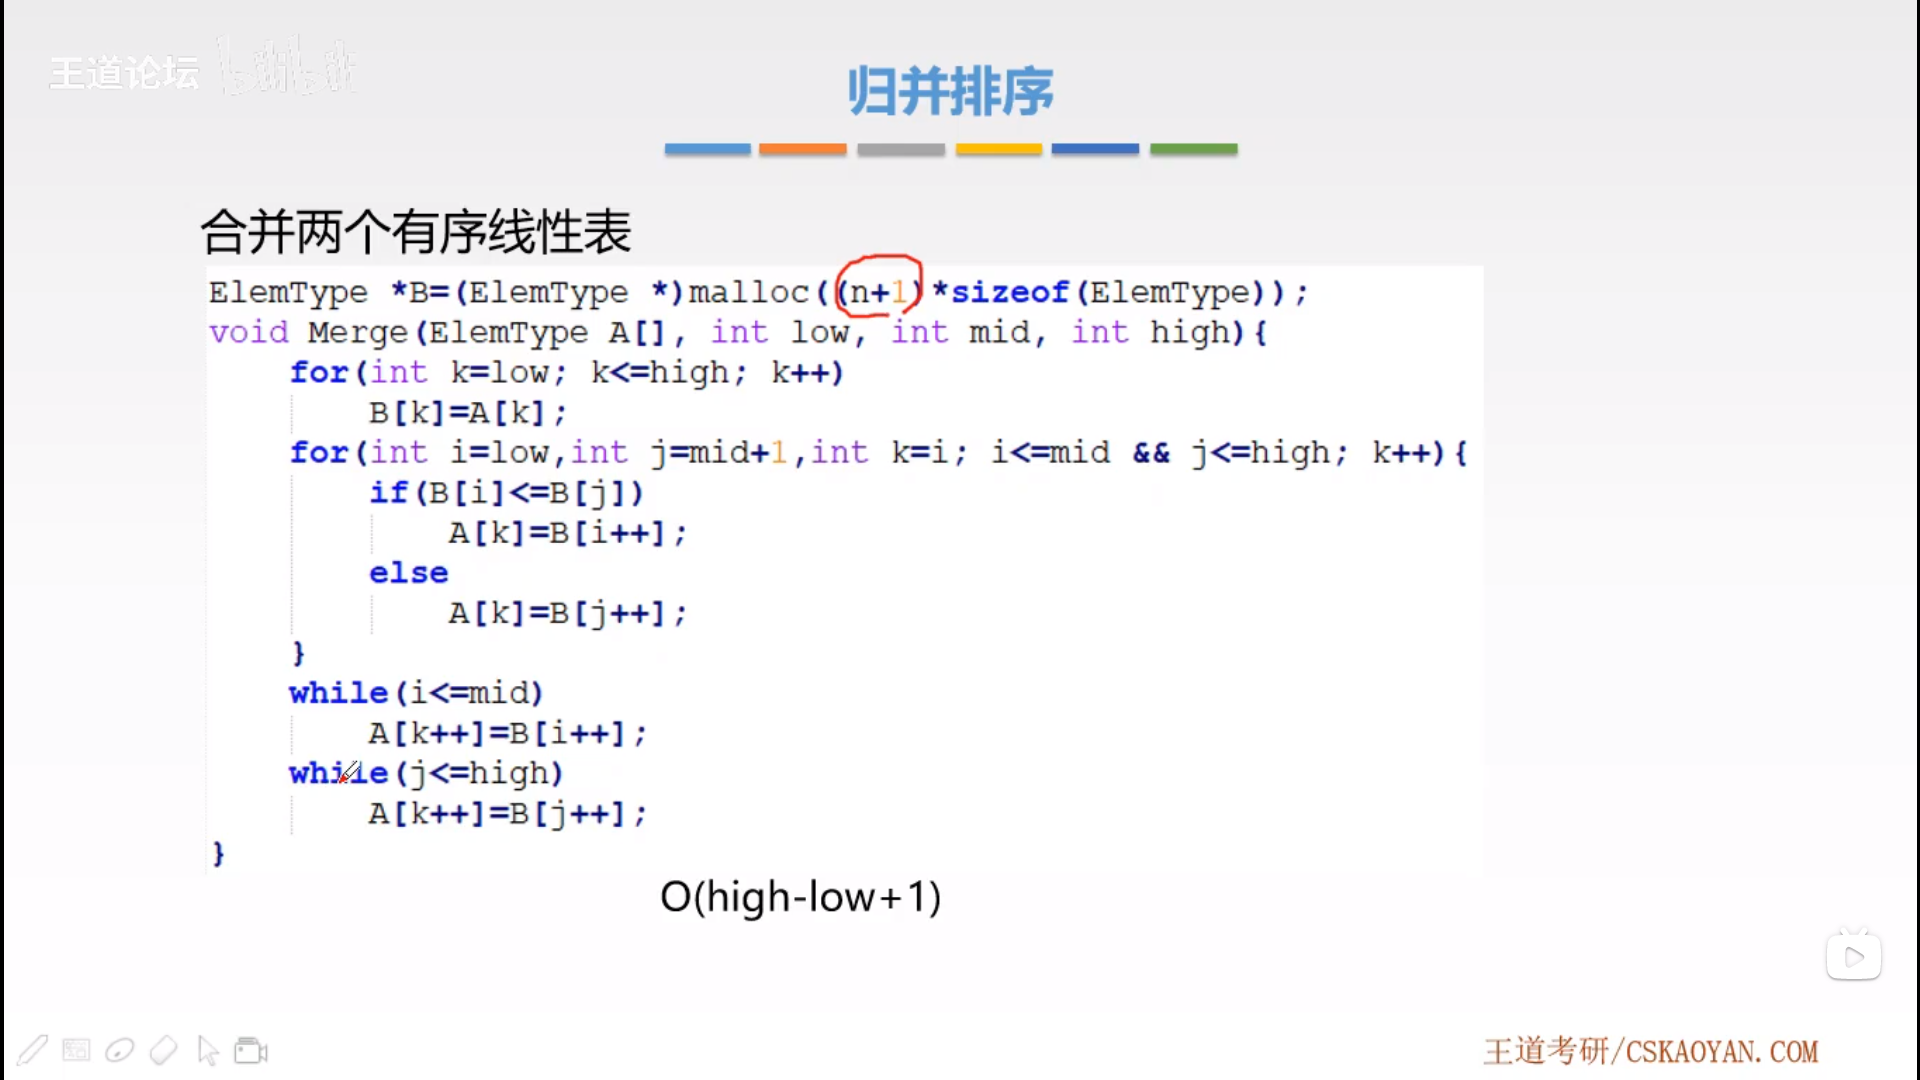 王道论坛 bilibili
归并排序
合并两个有序线性表
ElemType *B=(ElemType *)malloc((n+1)*sizeof(ElemType));
void Merge(ElemType A[], int low, int mid, int high){
    for(int k=low; k<=high; k++)
        B[k]=A[k];
    for(int i=low,int j=mid+1,int k=i; i<=mid && j<=high; k++){
        if(B[i]<=B[j])
            A[k]=B[i++];
        else
            A[k]=B[j++];
    }
    while(i<=mid)
        A[k++]=B[i++];
    while(j<=high)
        A[k++]=B[j++];
}
O(high-low+1)
王道考研/CSKAOYAN.COM